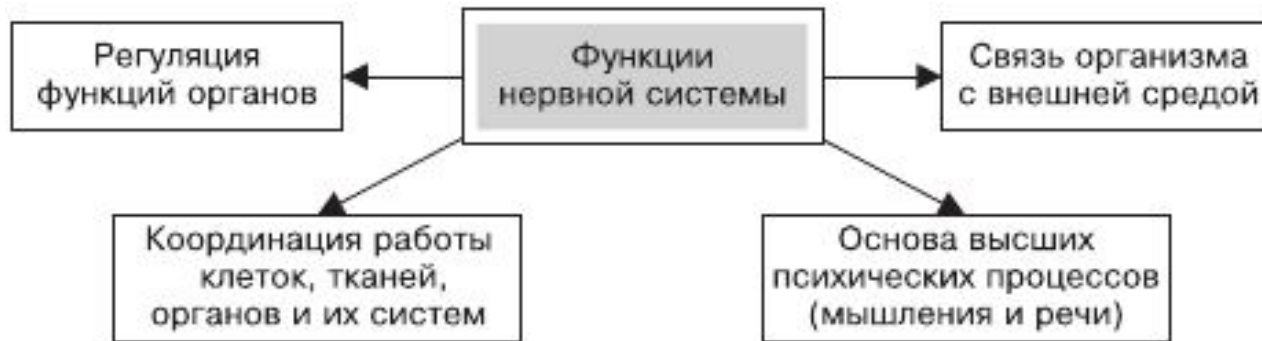 Регуляция
функций органов
Функции
нервной системы
Связь организма
с внешней средой
Координация работы
клеток, тканей,
органов и их систем
Основа высших
психических процессов
(мышления и речи)